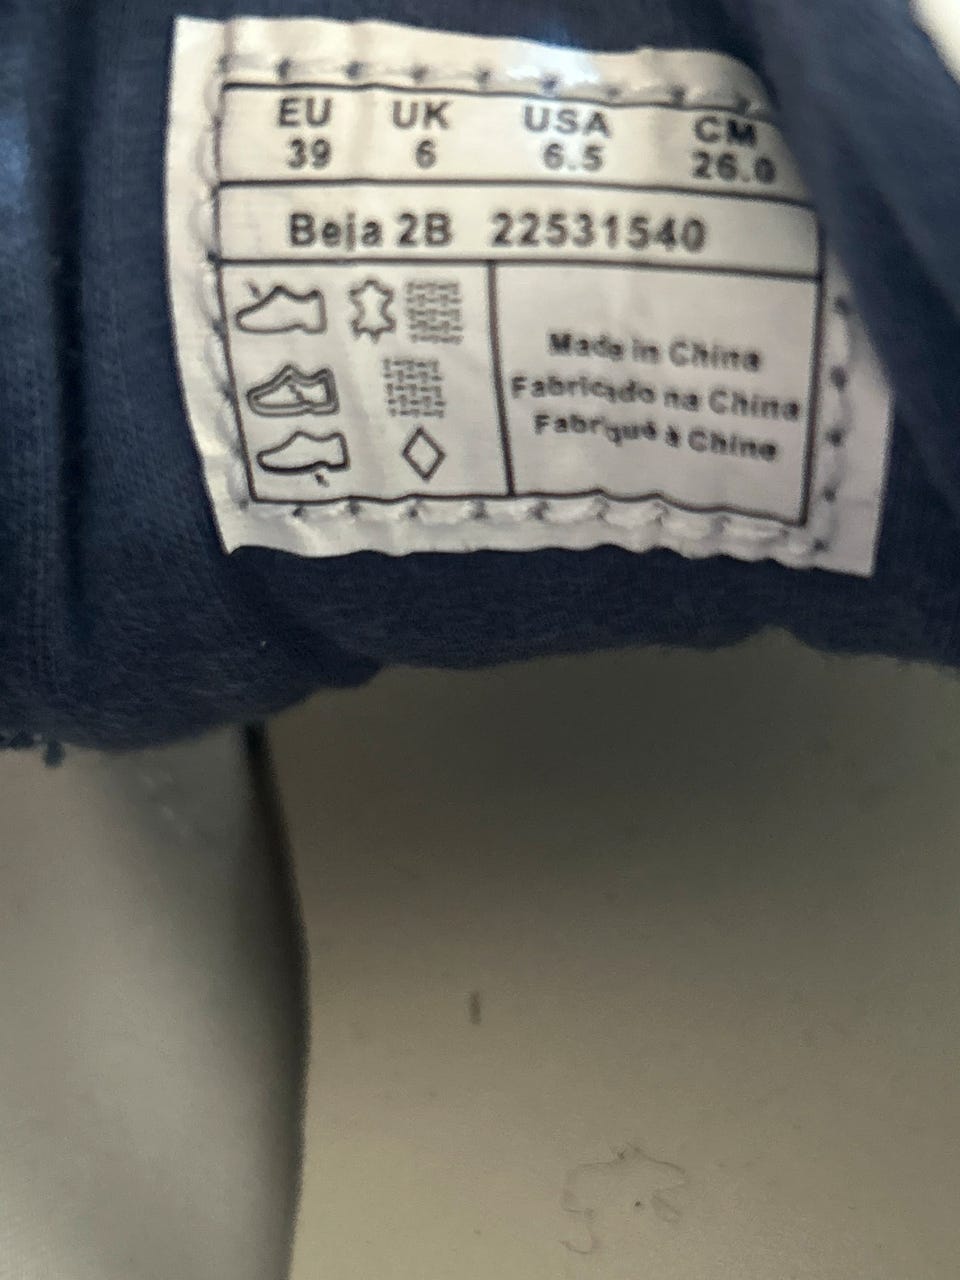 EU UK USA CM
39 6 6.5 26.0
Beja 2B 22531540
Made in China
Fabricado na China
Fabriqué à Chine